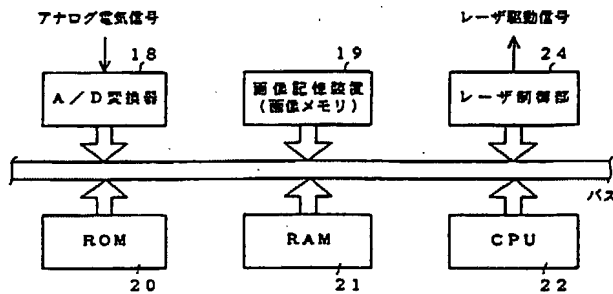 アナログ電気信号
レーザ駆動信号
18
19
24
A/D変換器
画像記憶装置
(画像メモリ)
レーザ制御部
バス
ROM
RAM
CPU
20
21
22